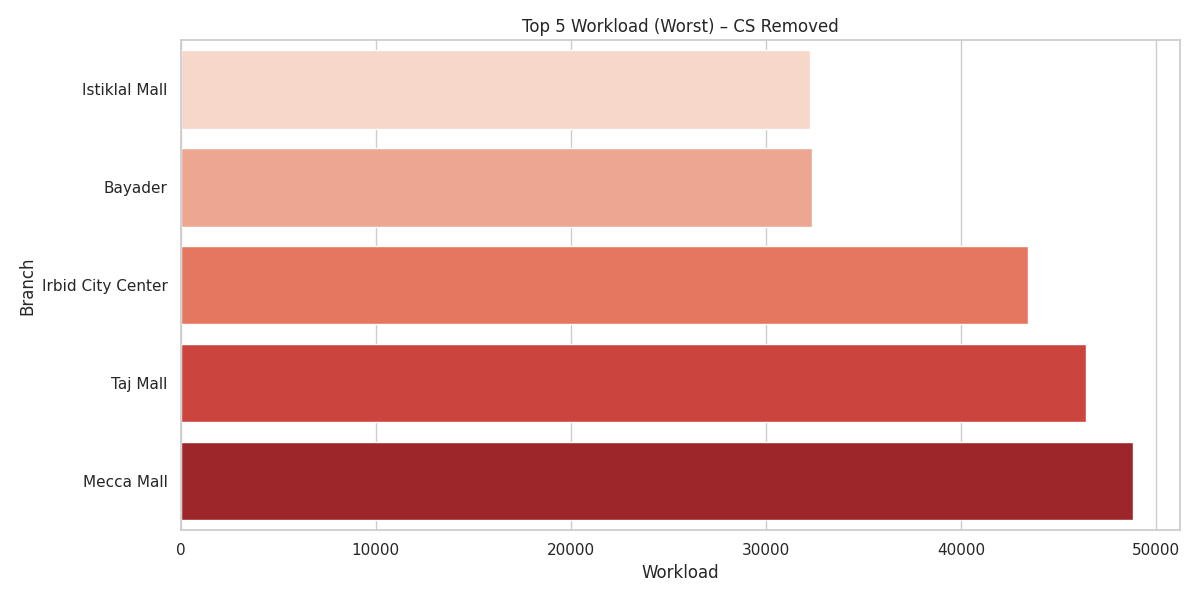 Top 5 Workload (Worst) – CS Removed
Branch
Istiklal Mall
Bayader
Irbid City Center
Taj Mall
Mecca Mall
0 10000 20000 30000 40000 50000
Workload